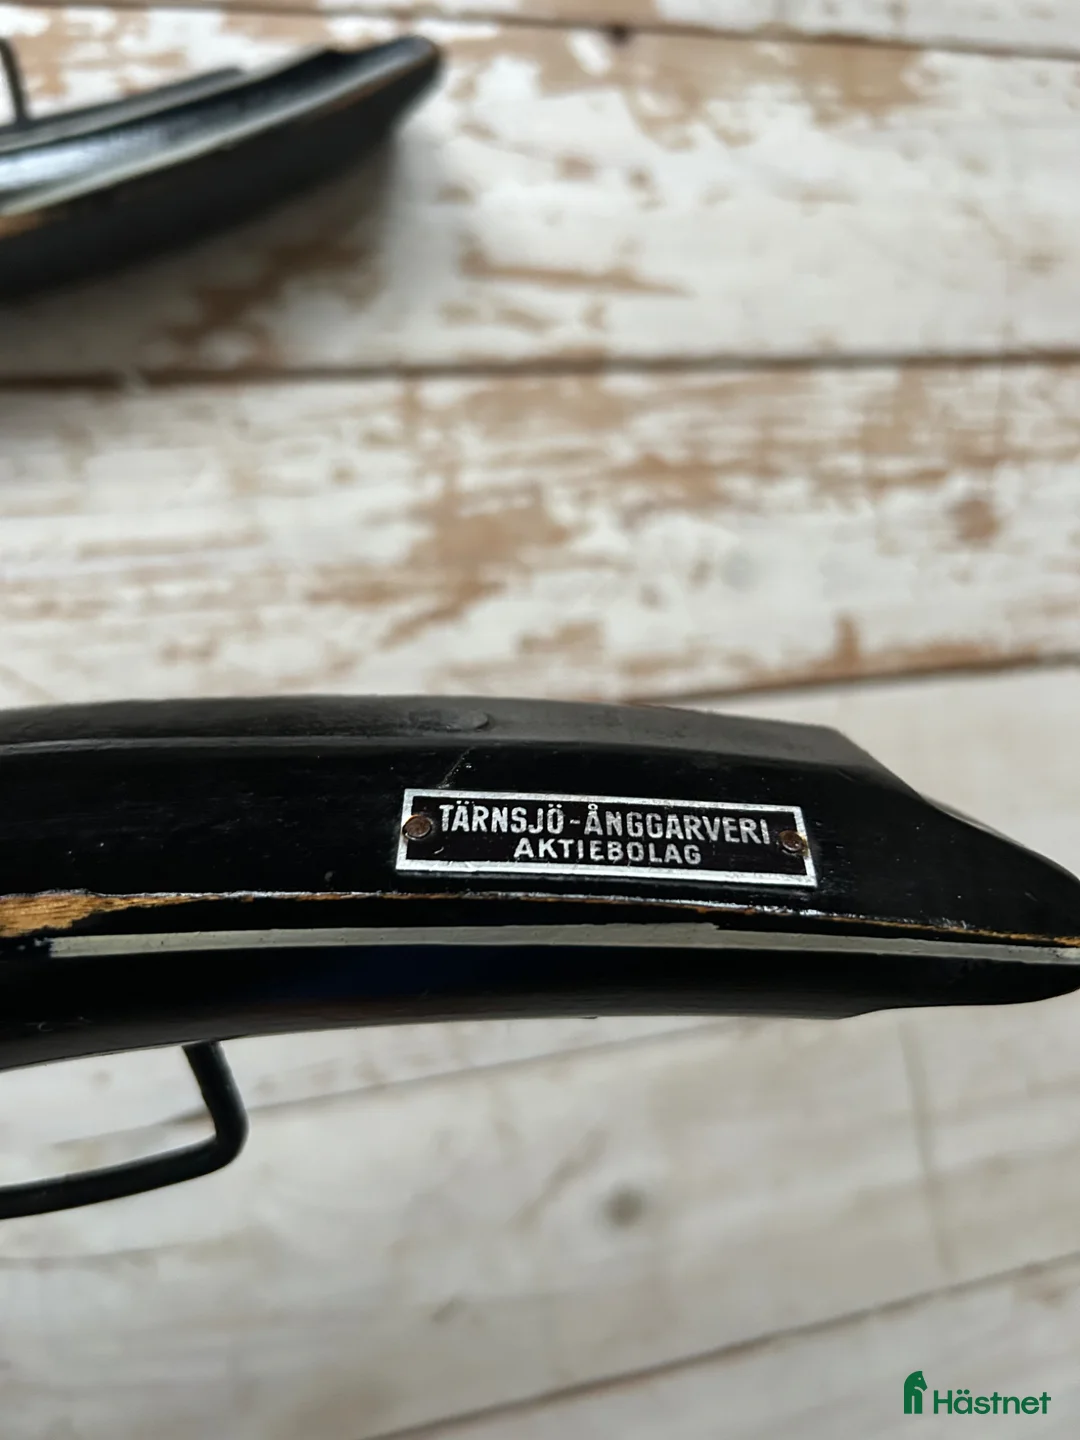 TÄRNSJÖ-ÅNGGARVERI
AKTIEBOLAG
Hästnet